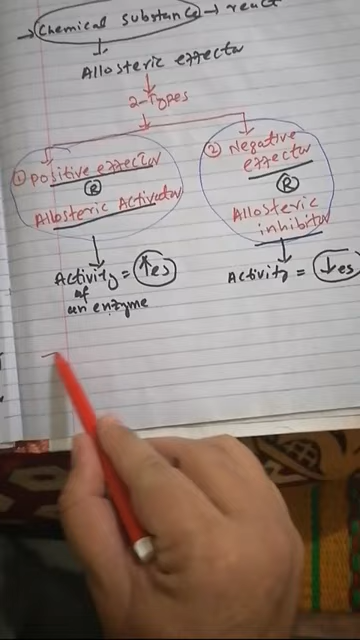 → Chemical substance → react
Allosteric effector
2-Types
① Positive effector
② Negative effector
Ⓡ
Ⓡ
Allosteric Activator
Allosteric inhibitor
Activity = ↑es
of
an enzyme
Activity = ↓es